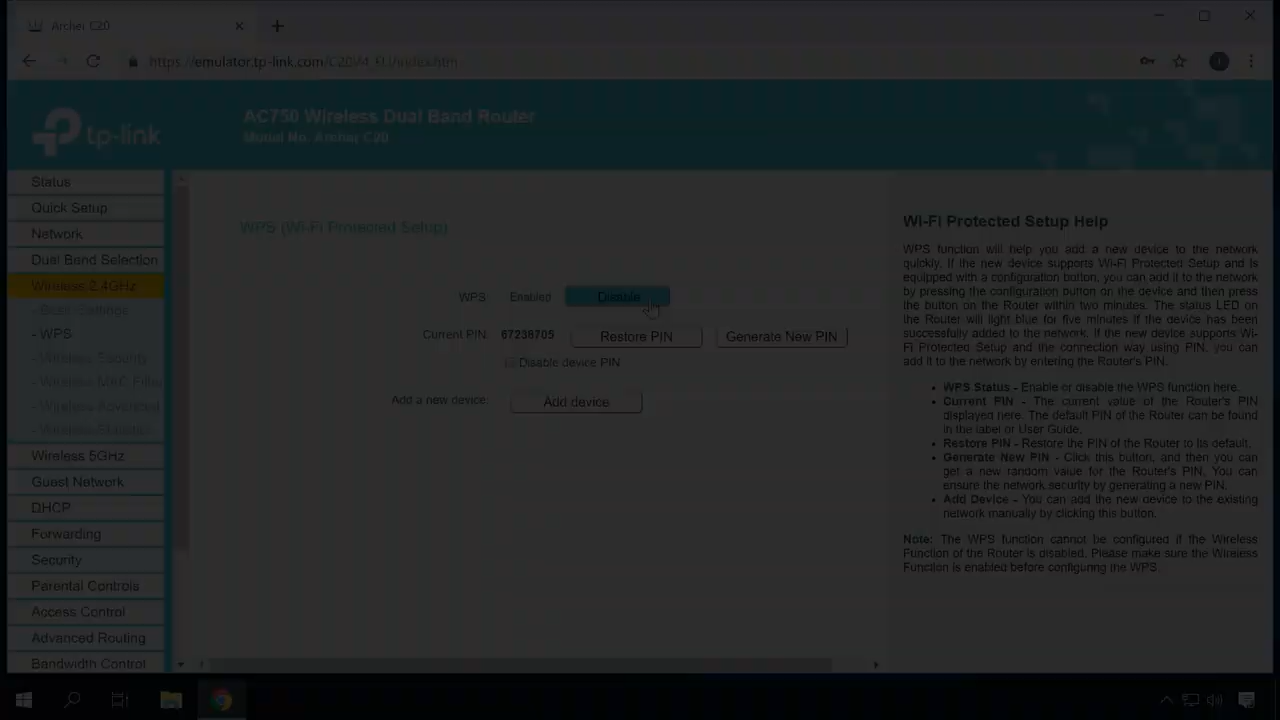 Archer C20
https://emulator.tp-link.com/C20/4_EU/index.htm
tp-link
AC750 Wireless Dual Band Router
Model No. Archer C20
Status
Quick Setup
Network
Dual Band Selection
Wireless 2.4GHz
- Basic Settings
- WPS
- Wireless Security
- Wireless MAC Filte
- Wireless Advanced
- Wireless Statistics
Wireless 5GHz
Guest Network
DHCP
Forwarding
Security
Parental Controls
Access Control
Advanced Routing
Bandwidth Control
WPS (Wi-Fi Protected Setup)
WPS: Enabled Disable
Current PIN: 67236705 Restore PIN Generate New PIN
Disable device PIN
Add a new device: Add device
Wi-Fi Protected Setup Help
WPS function will help you add a new device to the network
quickly. If the new device supports Wi-Fi Protected Setup and is
equipped with a configuration button, you can add it to the network
by pressing the configuration button on the device and then press
the button on the Router within two minutes. The status LED on
the Router will light blue for five minutes if the device has been
successfully added to the network. If the new device supports Wi-
Fi Protected Setup and the connection way using PIN, you can
add it to the network by entering the Router's PIN.
• WPS Status - Enable or disable the WPS function here.
• Current PIN - The current value of the Router's PIN
displayed here. The default PIN of the Router can be found
in the label or User Guide.
• Restore PIN - Restore the PIN of the Router to its default.
• Generate New PIN - Click this button, and then you can
get a new random value for the Router's PIN. You can
ensure the network security by generating a new PIN.
• Add Device - You can add the new device to the existing
network manually by clicking this button.
Note: The WPS function cannot be configured if the Wireless
Function of the Router is disabled. Please make sure the Wireless
Function is enabled before configuring the WPS.